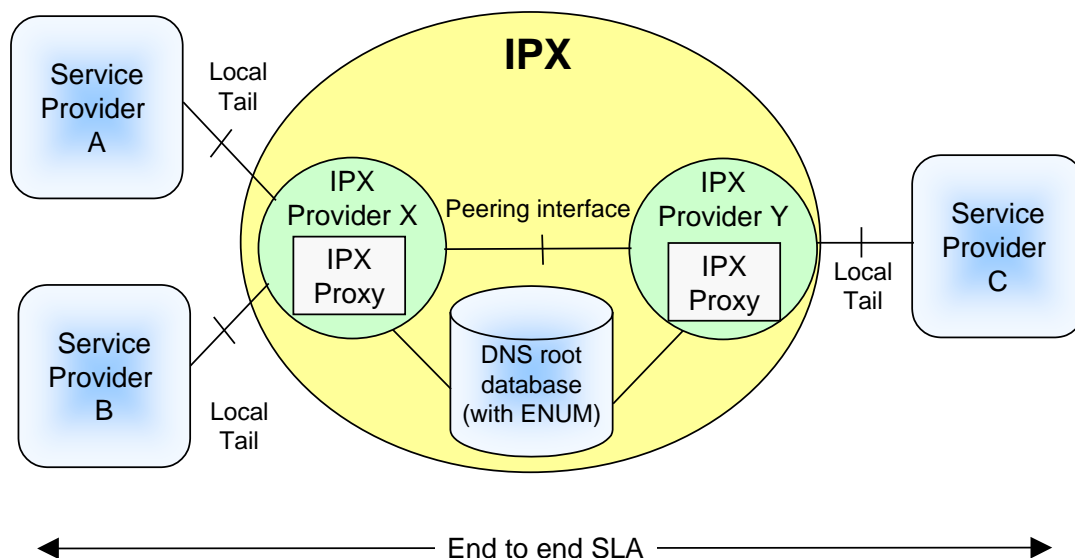 IPX
Service
Provider
A
Local
Tail
IPX
Provider X
IPX
Proxy
Peering interface
IPX
Provider Y
IPX
Proxy
Service
Provider
C
Local
Tail
Service
Provider
B
Local
Tail
DNS root
database
(with ENUM)
End to end SLA